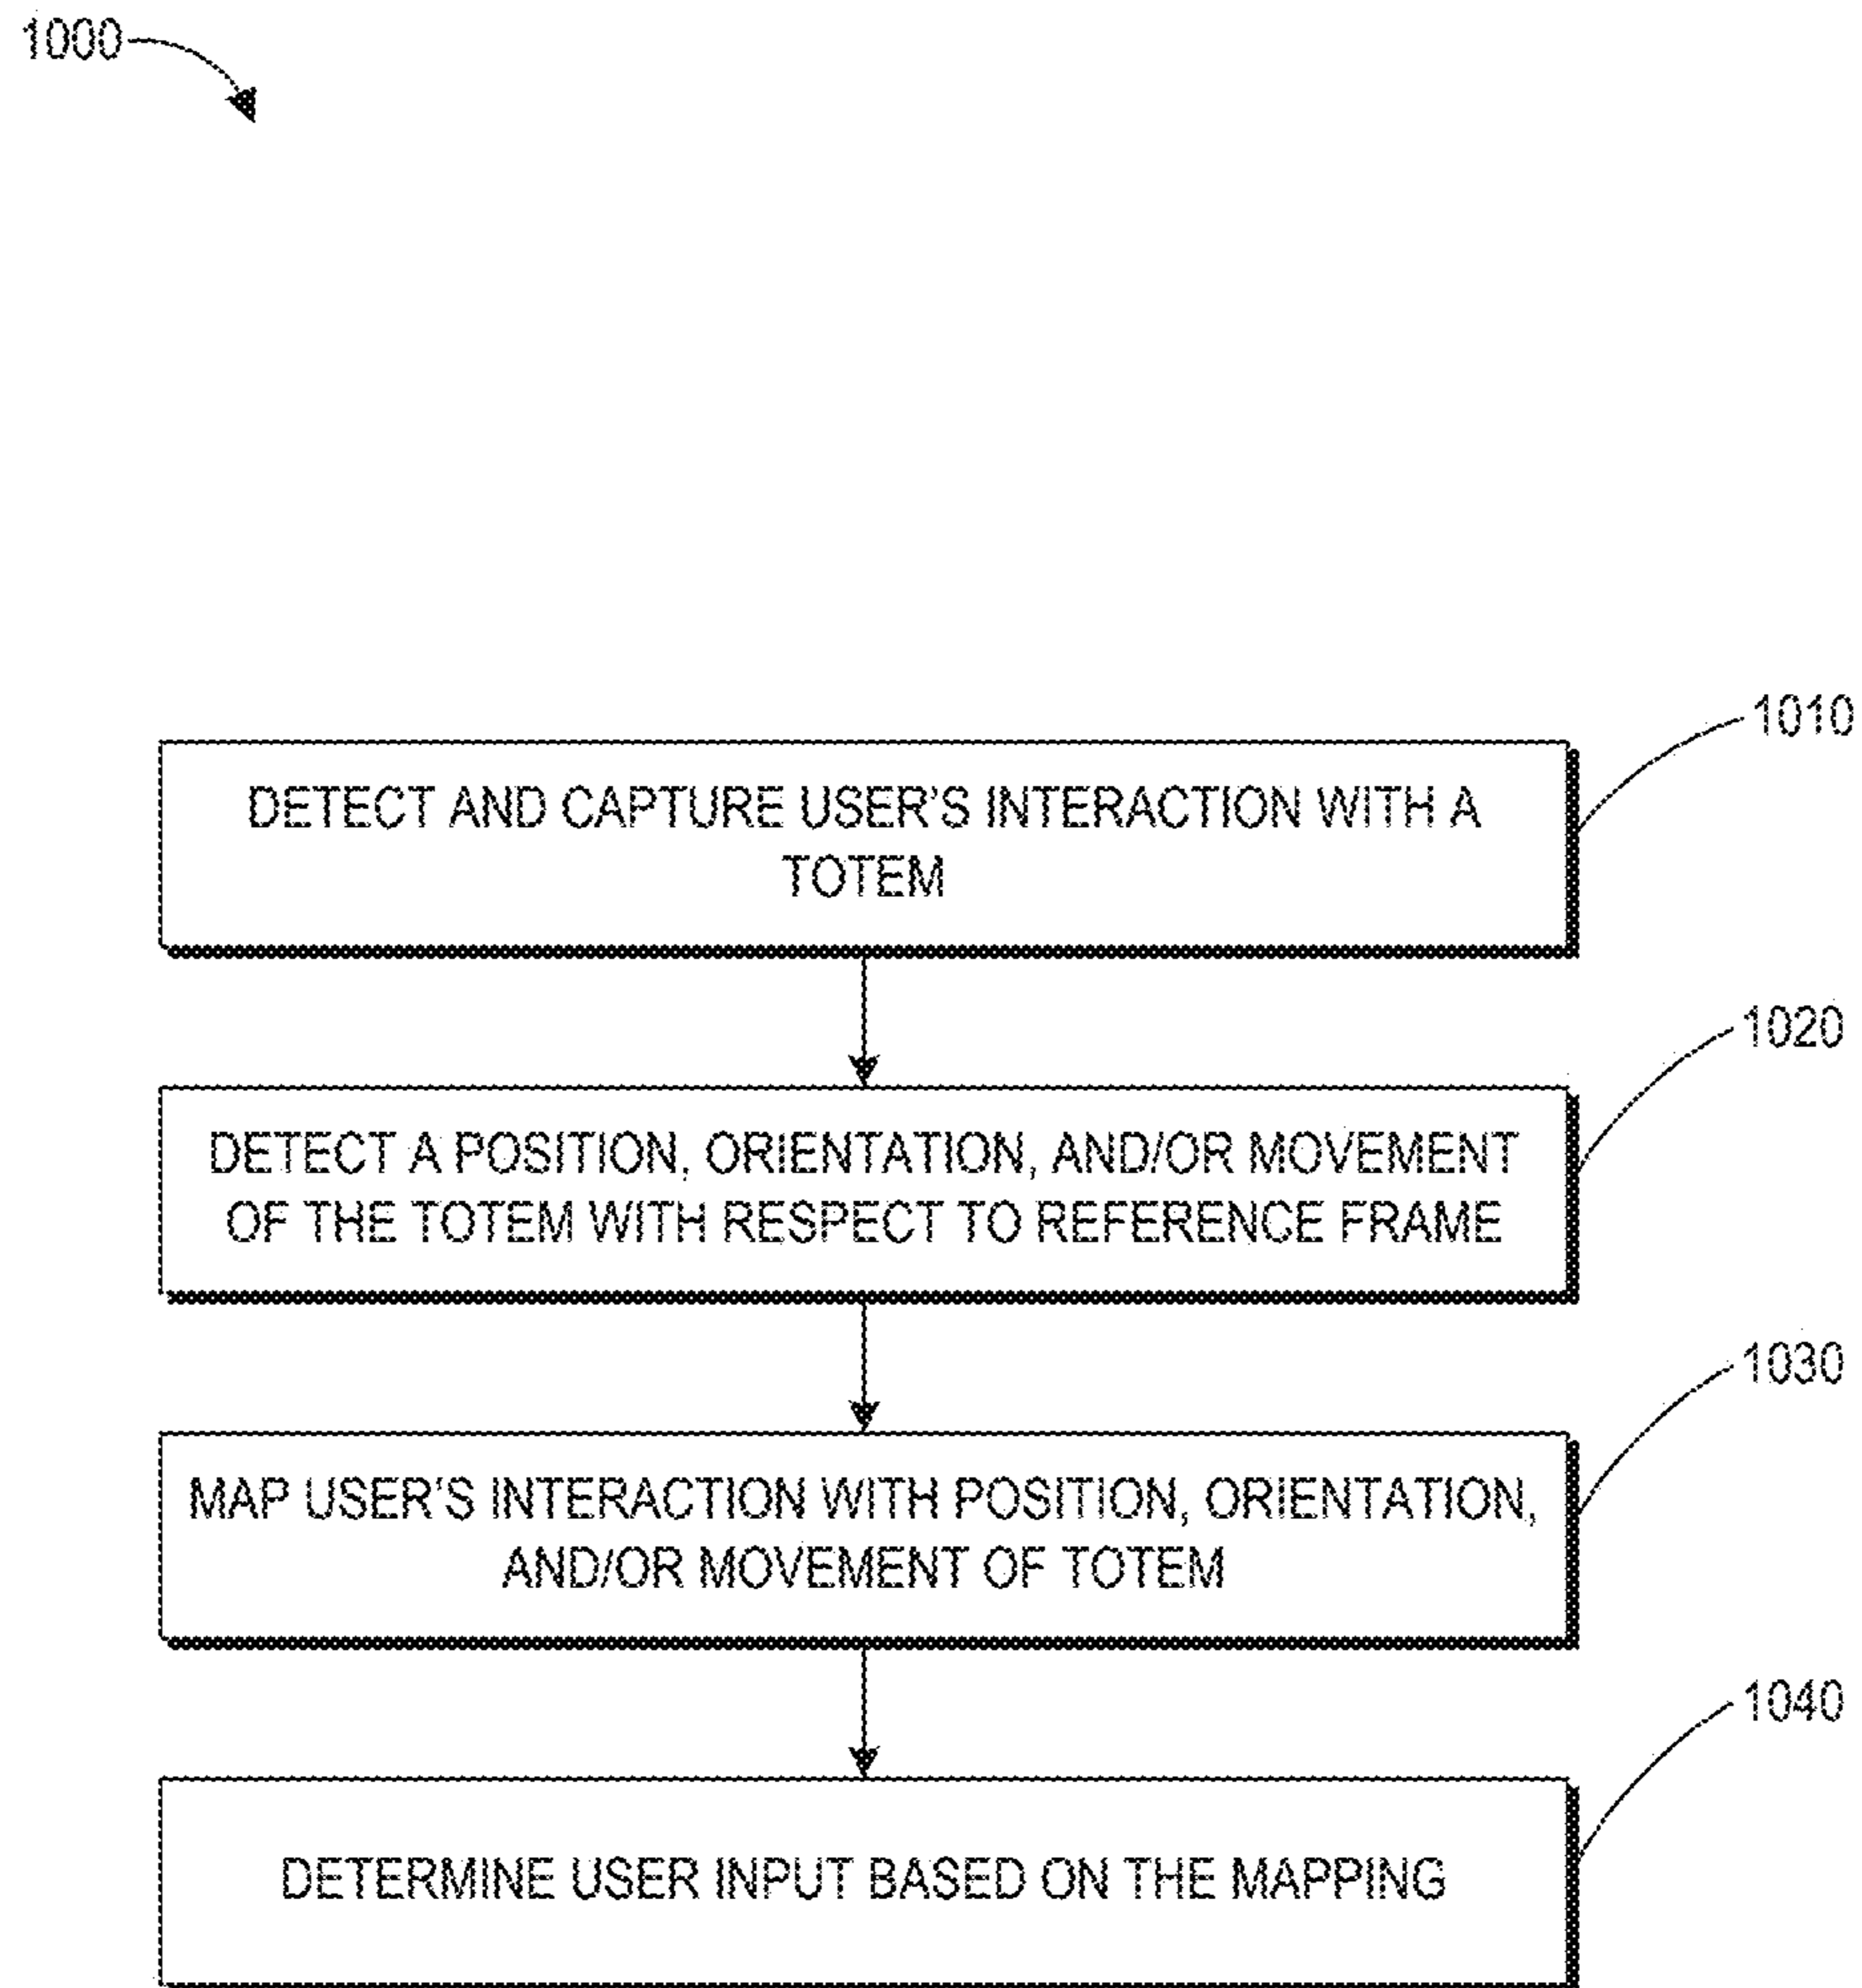 1000
1010
DETECT AND CAPTURE USER'S INTERACTION WITH A
TOTEM
1020
DETECT A POSITION, ORIENTATION, AND/OR MOVEMENT
OF THE TOTEM WITH RESPECT TO REFERENCE FRAME
1030
MAP USER'S INTERACTION WITH POSITION, ORIENTATION,
AND/OR MOVEMENT OF TOTEM
1040
DETERMINE USER INPUT BASED ON THE MAPPING